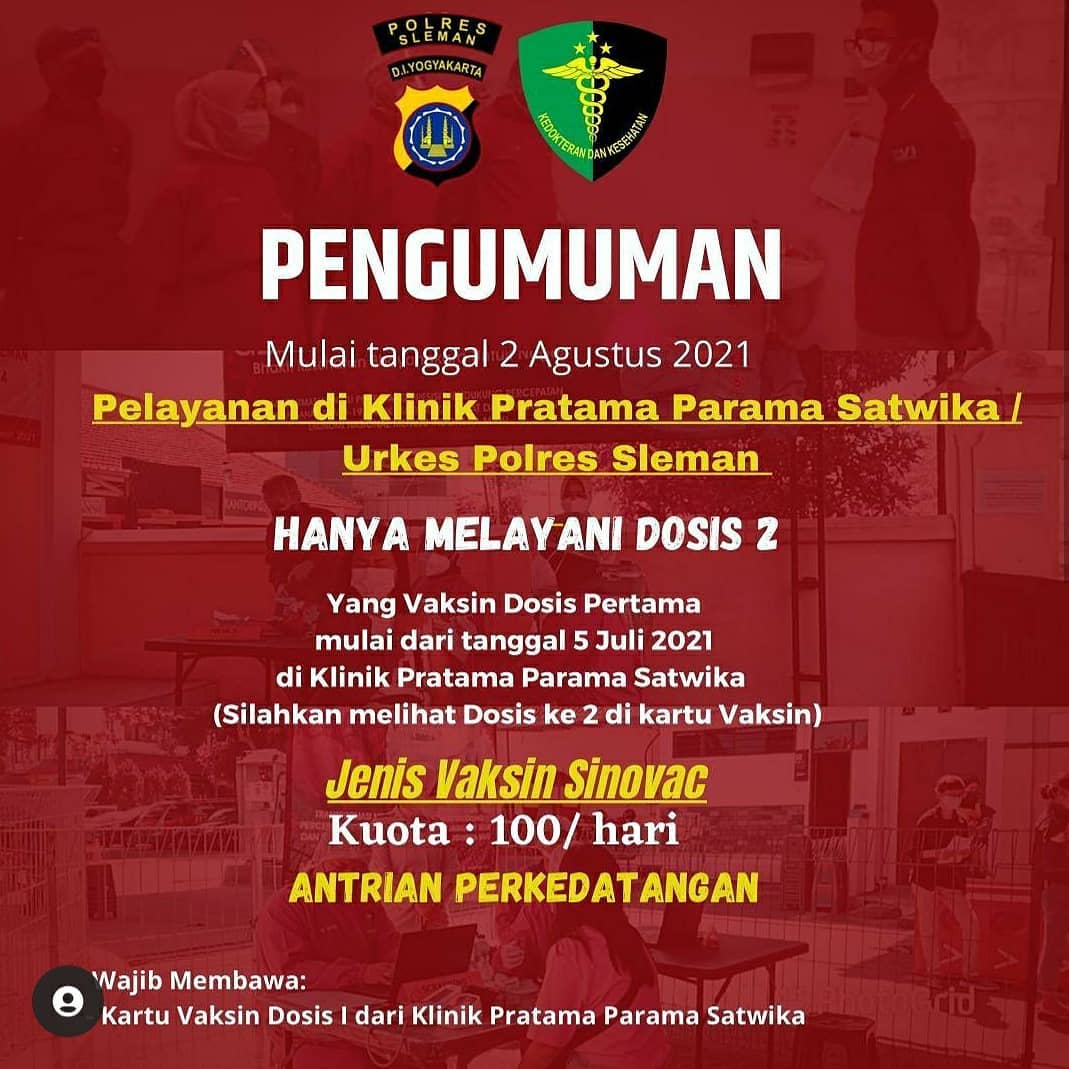 POLRES
SLEMAN
D.I.YOGYAKARTA
KEDOKTERAN DAN KESEHATAN
PENGUMUMAN
Mulai tanggal 2 Agustus 2021
Pelayanan di Klinik Pratama Parama Satwika /
Urkes Polres Sleman
HANYA MELAYANI DOSIS 2
Yang Vaksin Dosis Pertama
mulai dari tanggal 5 Juli 2021
di Klinik Pratama Parama Satwika
(Silahkan melihat Dosis ke 2 di kartu Vaksin)
Jenis Vaksin Sinovac
Kuota : 100/ hari
ANTRIAN PERKEDATANGAN
Wajib Membawa:
- Kartu Vaksin Dosis I dari Klinik Pratama Parama Satwika